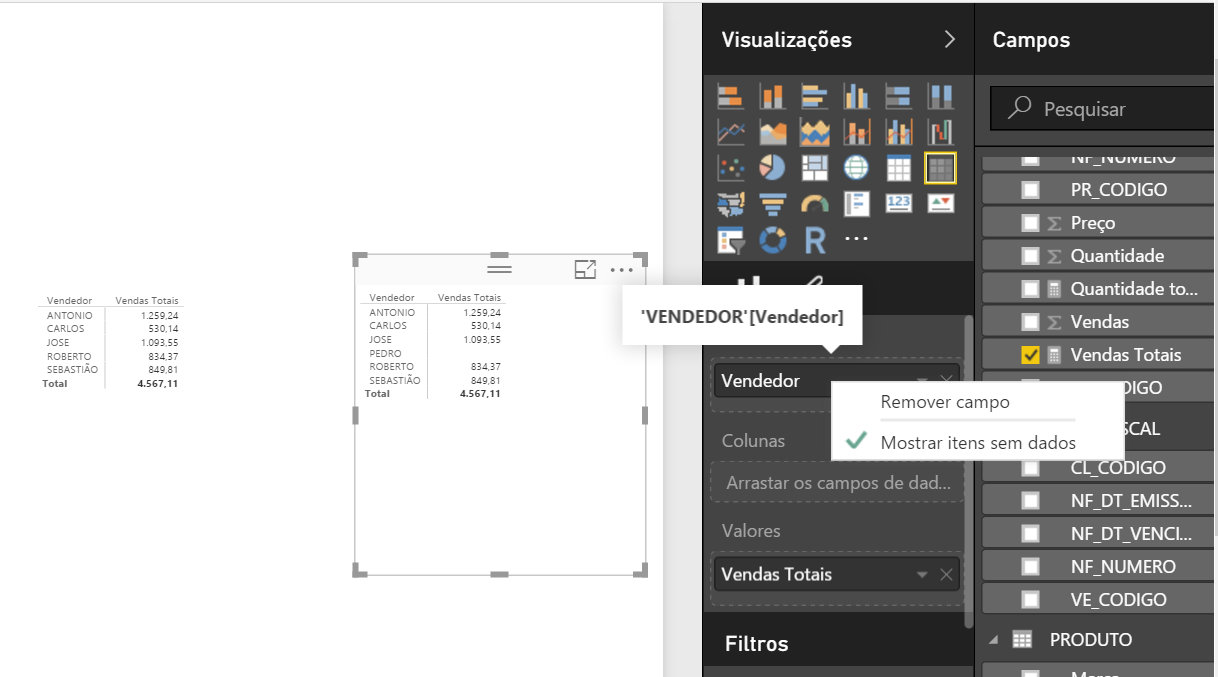 Visualizações
Campos
Pesquisar
123
R
NF_NUMERO
PR_CODIGO
Preço
Quantidade
Quantidade to...
Vendas
Vendas Totais
CL_CODIGO
NF_DT_EMISS...
NF_DT_VENCI...
NF_NUMERO
VE_CODIGO
PRODUTO
Marca
Vendedor Vendas Totais
ANTONIO 1.259,24
CARLOS 530,14
JOSE 1.093,55
ROBERTO 834,37
SEBASTIÃO 849,81
Total 4.567,11
Vendedor Vendas Totais
ANTONIO 1.259,24
CARLOS 530,14
JOSE 1.093,55
PEDRO
ROBERTO 834,37
SEBASTIÃO 849,81
Total 4.567,11
'VENDEDOR'[Vendedor]
Vendedor
Remover campo
Mostrar itens sem dados
Colunas
Arrastar os campos de dad...
Valores
Vendas Totais
Filtros